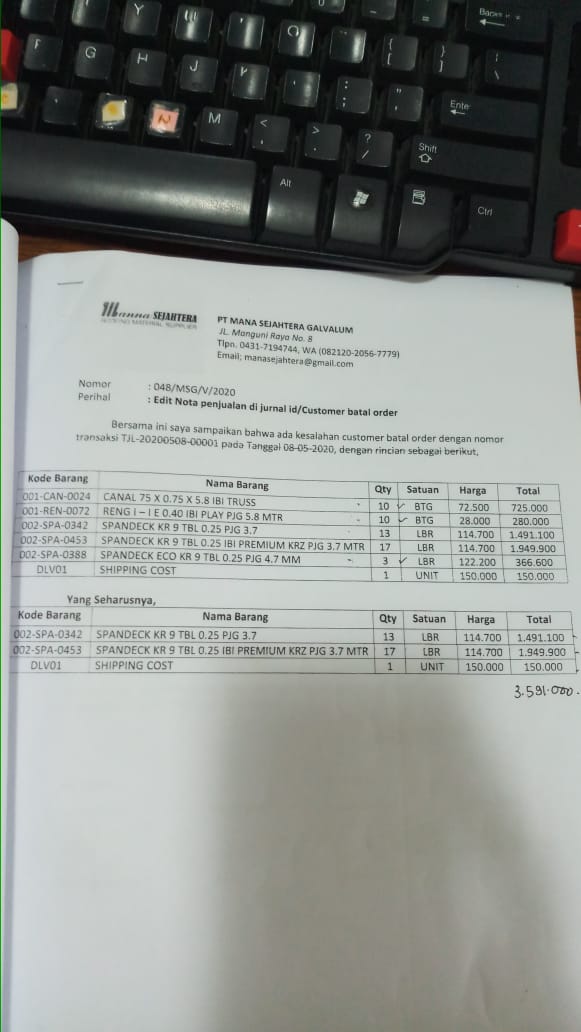 Y
G
H
J
M
Backs
Enter
Shift
Alt
Ctrl
Manna SEJAHTERA
PT MANA SEJAHTERA GALVALUM
JL. Manguni Raya No. 8
Tlpn. 0431-7194744, WA (082120-2056-7779)
Email; manasejahtera@gmail.com
Nomor : 048/MSG/V/2020
Perihal : Edit Nota penjualan di jurnal id/Customer batal order
Bersama ini saya sampaikan bahwa ada kesalahan customer batal order dengan nomor
transaksi TJL-20200508-00001 pada Tanggal 08-05-2020, dengan rincian sebagai berikut,
Kode Barang Nama Barang Qty Satuan Harga Total
001-CAN-0024 CANAL 75 X 0.75 X 5.8 IBI TRUSS 10 BTG 72.500 725.000
001-REN-0072 RENG I – I E 0.40 IBI PLAY PJG 5.8 MTR 10 BTG 28.000 280.000
002-SPA-0342 SPANDECK KR 9 TBL 0.25 PJG 3.7 13 LBR 114.700 1.491.100
002-SPA-0453 SPANDECK KR 9 TBL 0.25 IBI PREMIUM KRZ PJG 3.7 MTR 17 LBR 114.700 1.949.900
002-SPA-0388 SPANDECK ECO KR 9 TBL 0.25 PJG 4.7 MM 3 LBR 122.200 366.600
DLV01 SHIPPING COST 1 UNIT 150.000 150.000
Yang Seharusnya,
Kode Barang Nama Barang Qty Satuan Harga Total
002-SPA-0342 SPANDECK KR 9 TBL 0.25 PJG 3.7 13 LBR 114.700 1.491.100
002-SPA-0453 SPANDECK KR 9 TBL 0.25 IBI PREMIUM KRZ PJG 3.7 MTR 17 LBR 114.700 1.949.900
DLV01 SHIPPING COST 1 UNIT 150.000 150.000
3.591.000.